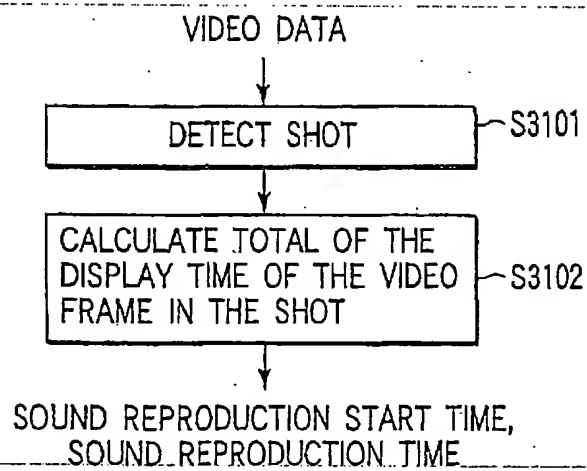 VIDEO DATA
DETECT SHOT
S3101
CALCULATE TOTAL OF THE
DISPLAY TIME OF THE VIDEO
FRAME IN THE SHOT
S3102
SOUND REPRODUCTION START TIME,
SOUND REPRODUCTION TIME